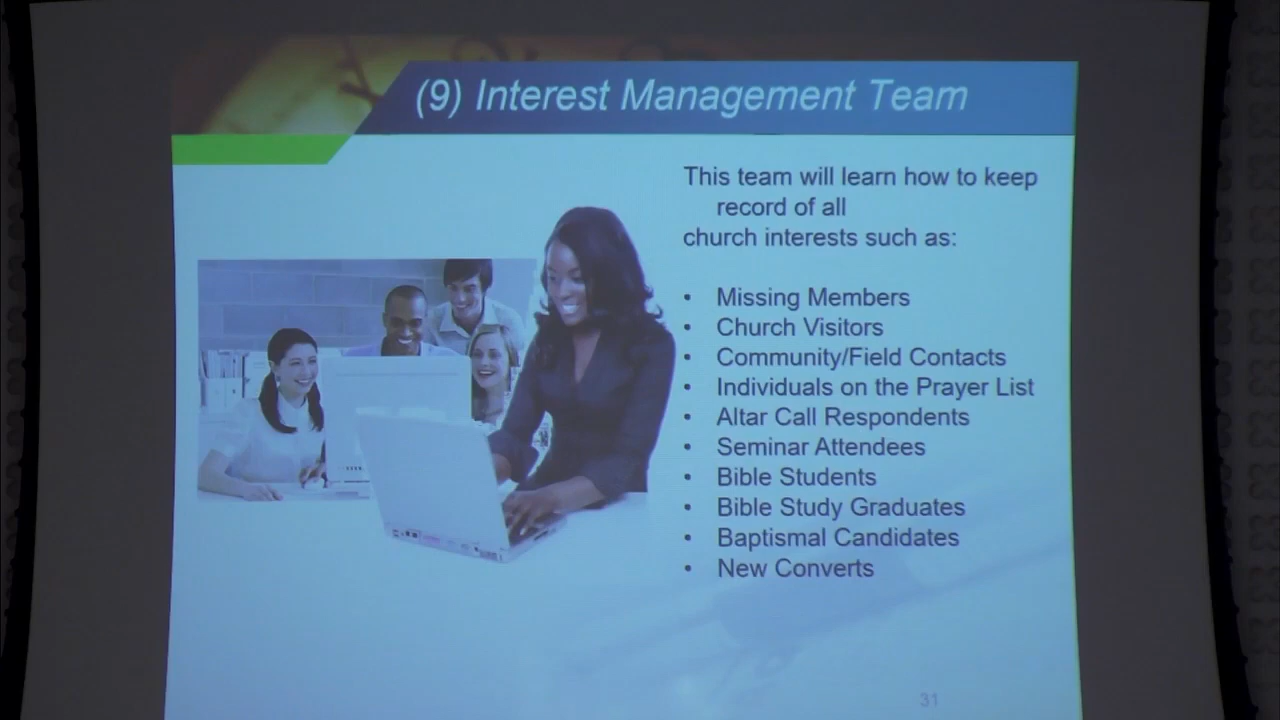 (9) Interest Management Team
This team will learn how to keep
record of all
church interests such as:
• Missing Members
• Church Visitors
• Community/Field Contacts
• Individuals on the Prayer List
• Altar Call Respondents
• Seminar Attendees
• Bible Students
• Bible Study Graduates
• Baptismal Candidates
• New Converts
31